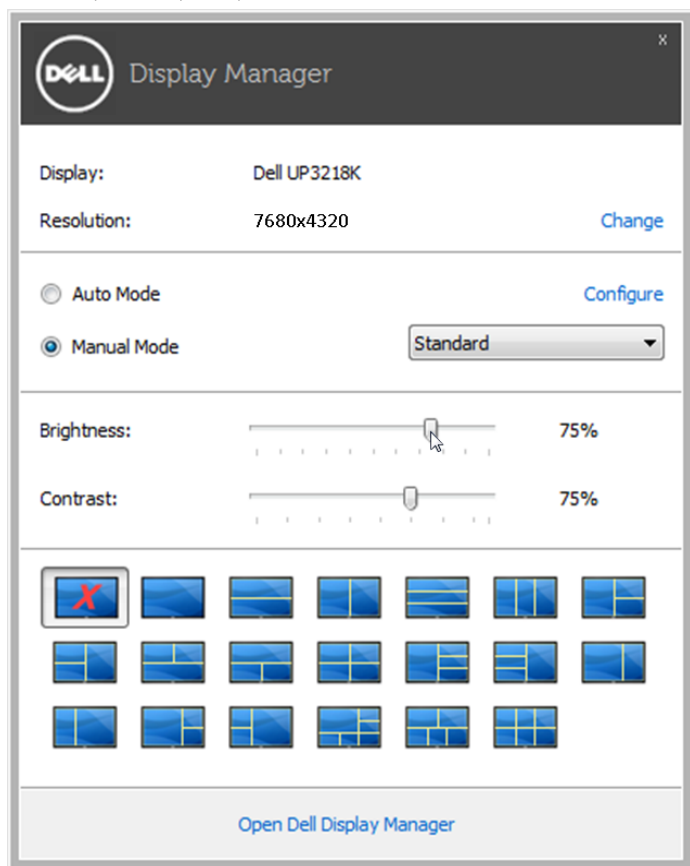 x
DELL Display Manager
Display: Dell UP3218K
Resolution: 7680x4320 Change
Auto Mode Configure
Manual Mode Standard
Brightness: 75%
Contrast: 75%
X
Open Dell Display Manager